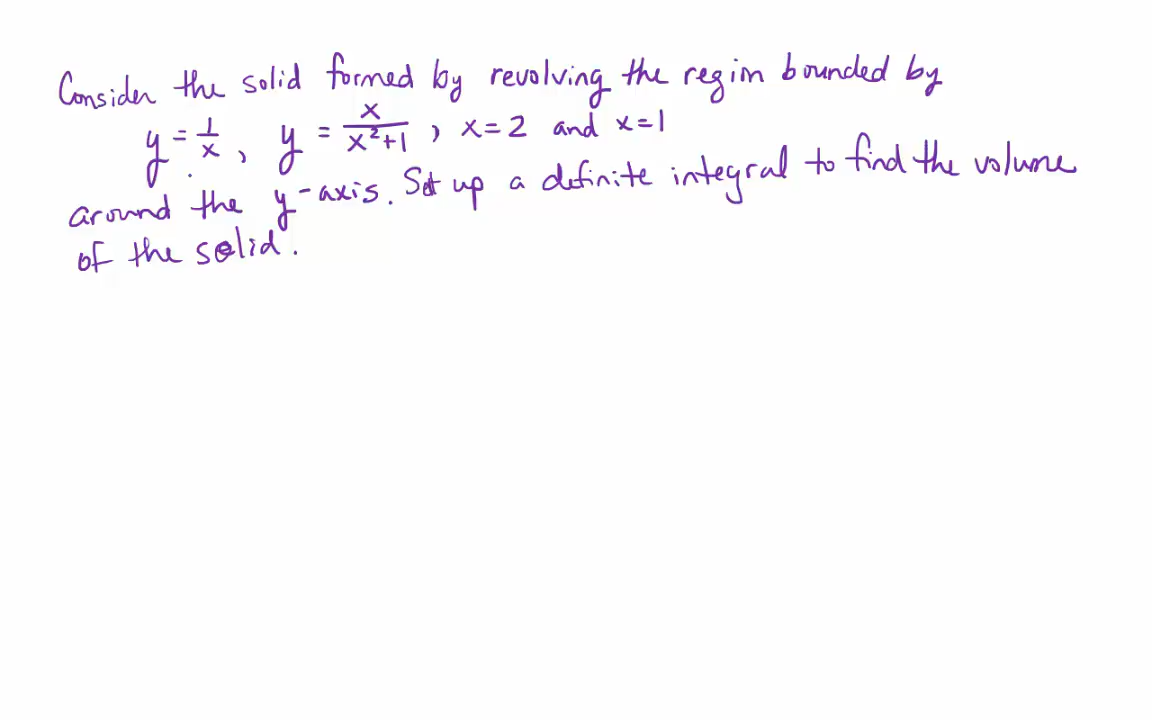 Consider the solid formed by revolving the region bounded by
y = 1/x, y = x/(x²+1), x=2 and x=1
around the y-axis. Set up a definite integral to find the volume
of the solid.